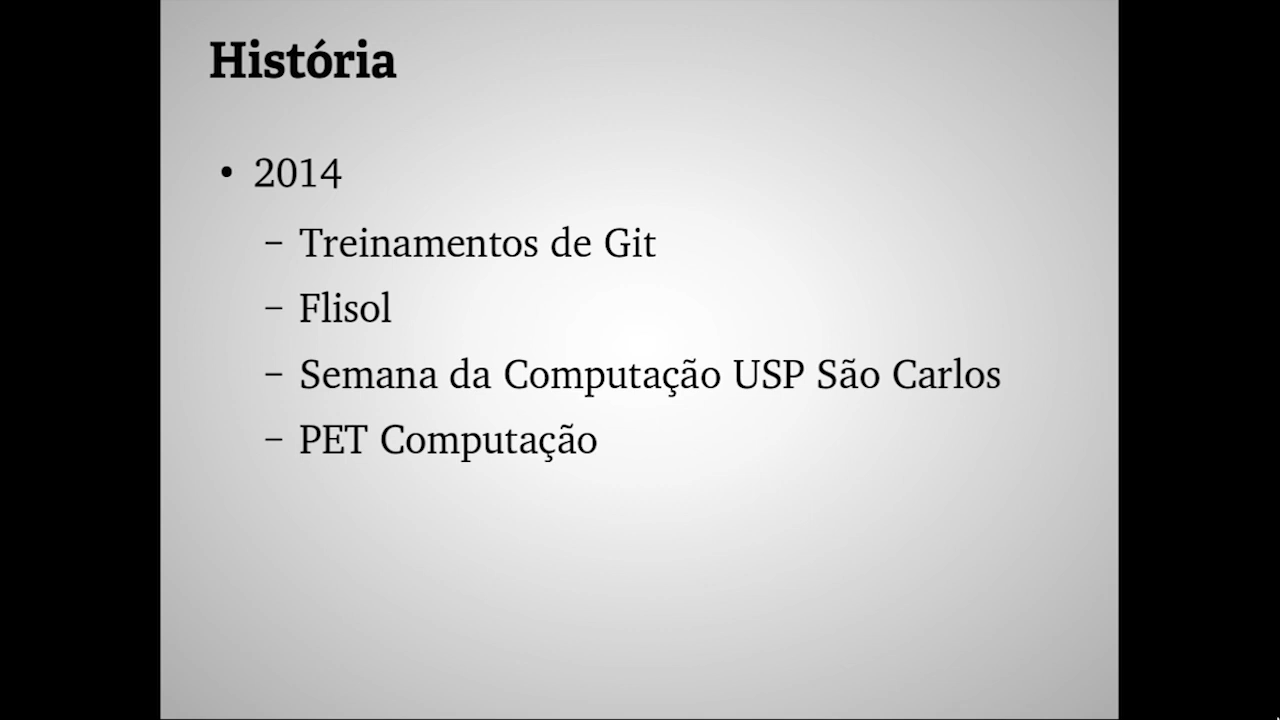 História
• 2014
– Treinamentos de Git
– Flisol
– Semana da Computação USP São Carlos
– PET Computação